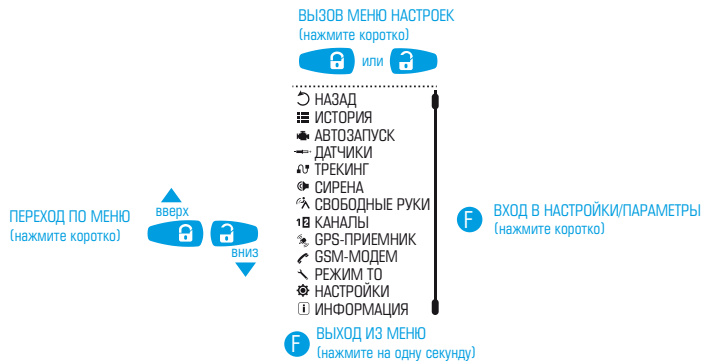 ВЫЗОВ МЕНЮ НАСТРОЕК
(нажмите коротко)
или
НАЗАД
ИСТОРИЯ
АВТОЗАПУСК
ДАТЧИКИ
ТРЕКИНГ
СИРЕНА
СВОБОДНЫЕ РУКИ
12 КАНАЛЫ
GPS-ПРИЕМНИК
GSM-МОДЕМ
РЕЖИМ ТО
НАСТРОЙКИ
i ИНФОРМАЦИЯ
ПЕРЕХОД ПО МЕНЮ
(нажмите коротко)
вверх
вниз
F ВХОД В НАСТРОЙКИ/ПАРАМЕТРЫ
(нажмите коротко)
F ВЫХОД ИЗ МЕНЮ
(нажмите на одну секунду)